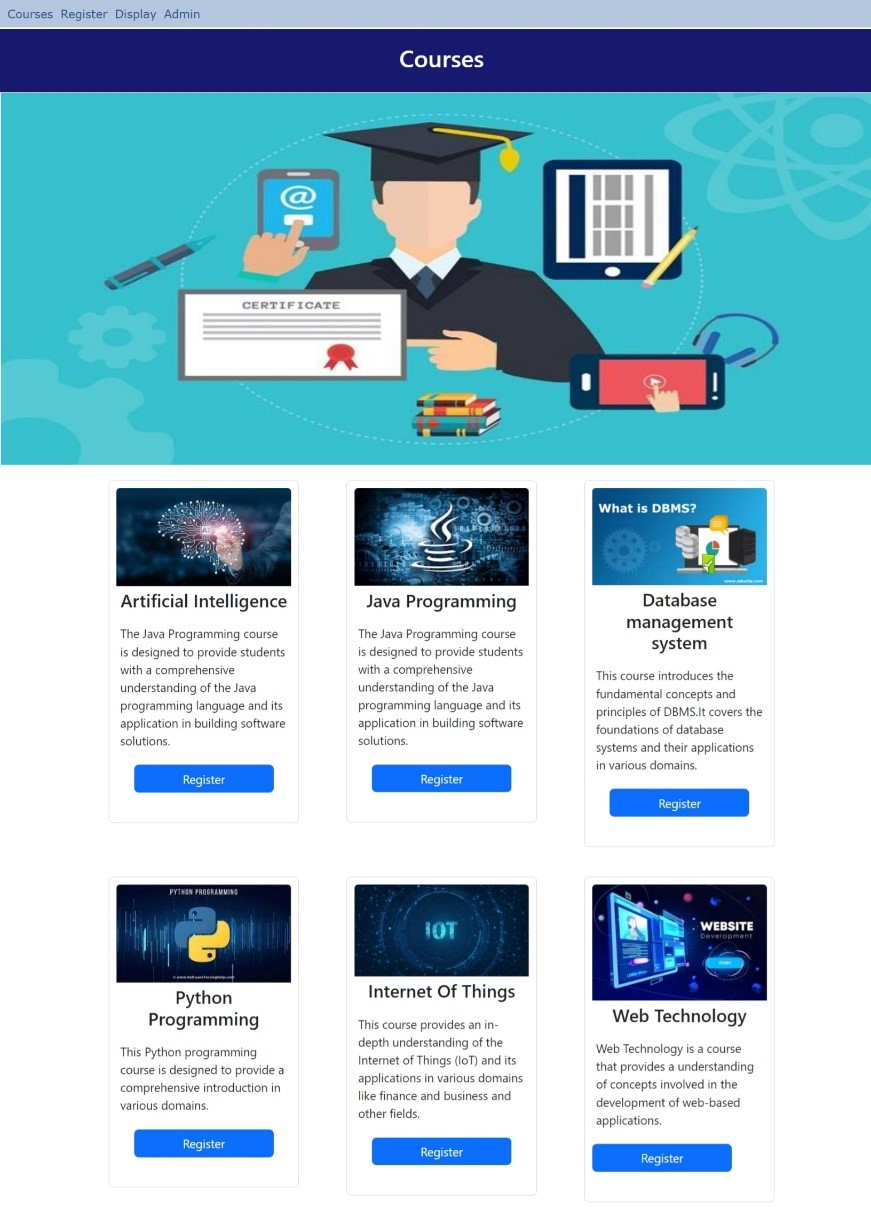 Courses Register Display Admin
Courses
@
CERTIFICATE
Artificial Intelligence
The Java Programming course
is designed to provide students
with a comprehensive
understanding of the Java
programming language and its
application in building software
solutions.
Register
Java Programming
The Java Programming course
is designed to provide students
with a comprehensive
understanding of the Java
programming language and its
application in building software
solutions.
Register
What is DBMS?
Database
management
system
This course introduces the
fundamental concepts and
principles of DBMS.It covers the
foundations of database
systems and their applications
in various domains.
Register
PYTHON PROGRAMMING
Python
Programming
This Python programming
course is designed to provide a
comprehensive introduction in
various domains.
Register
IOT
Internet Of Things
This course provides an in-
depth understanding of the
Internet of Things (IoT) and its
applications in various domains
like finance and business and
other fields.
Register
WEBSITE
Development
Web Technology
Web Technology is a course
that provides a understanding
of concepts involved in the
development of web-based
applications.
Register